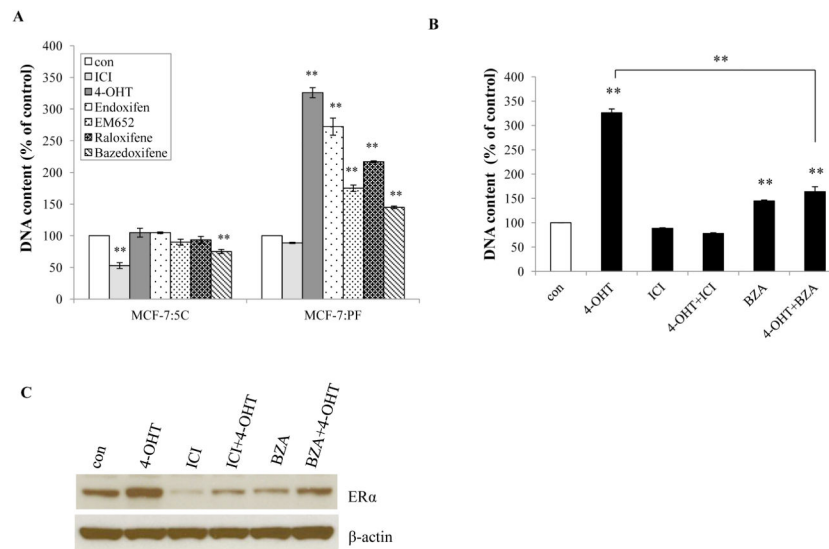 A
DNA content (% of control)
400
350
300
250
200
150
100
50
0
con
ICI
4-OHT
Endoxifen
EM652
Raloxifene
Bazedoxifene
**
**
**
**
**
**
**
MCF-7:5C
MCF-7:PF
B
DNA content (% of control)
400
350
300
250
200
150
100
50
0
**
**
**
**
con
4-OHT
ICI
4-OHT+ICI
BZA
4-OHT+BZA
C
con
4-OHT
ICI
ICI+4-OHT
BZA
BZA+4-OHT
ERα
β-actin